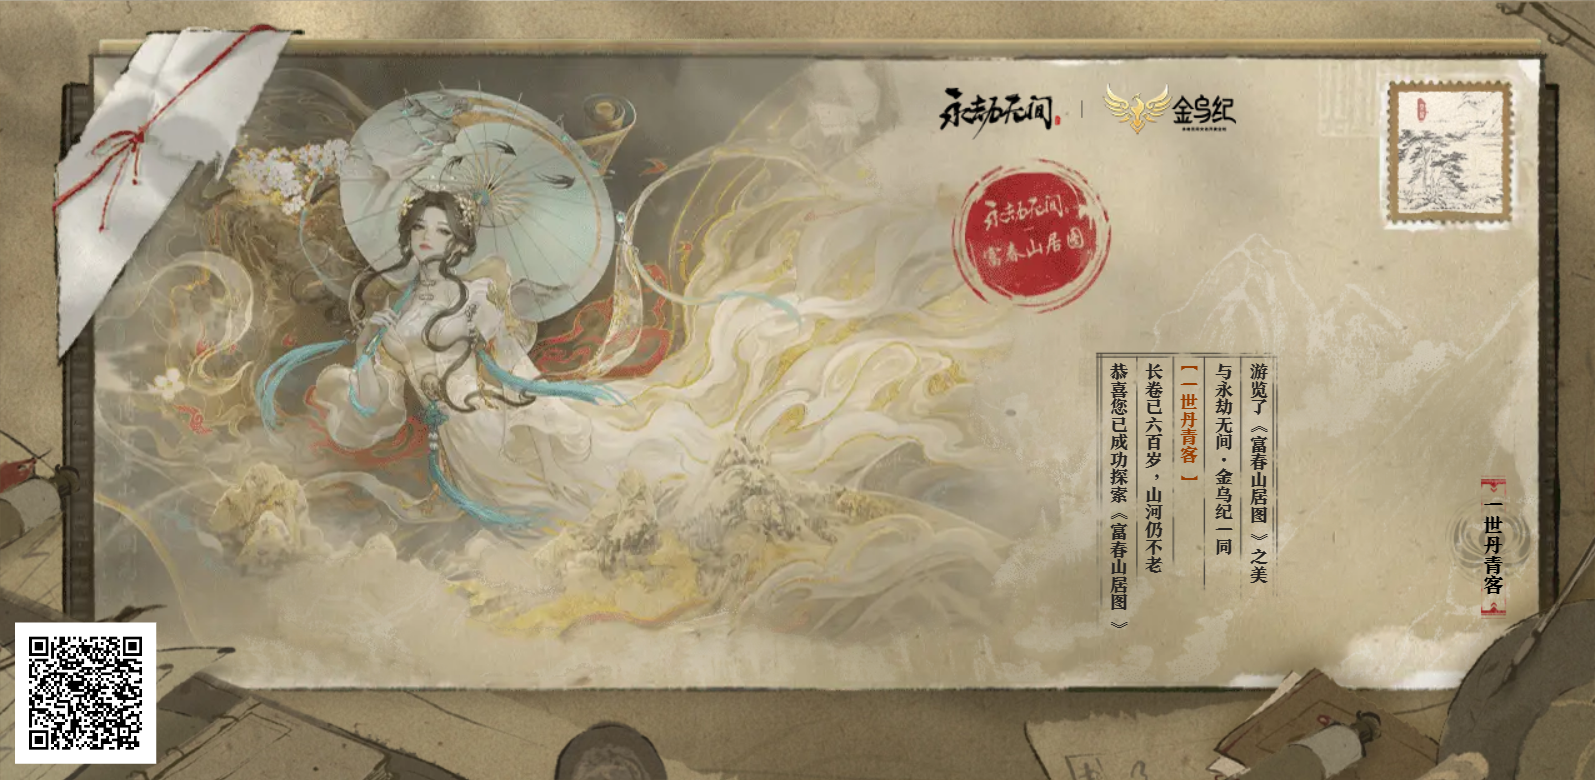 永劫无间
金乌纪
永劫无间
富春山居图
恭喜您已成功探索《富春山居图》
长卷已六百岁，山河仍不老
【一世丹青客】
与永劫无间·金乌纪一同
游览了《富春山居图》之美
一世丹青客